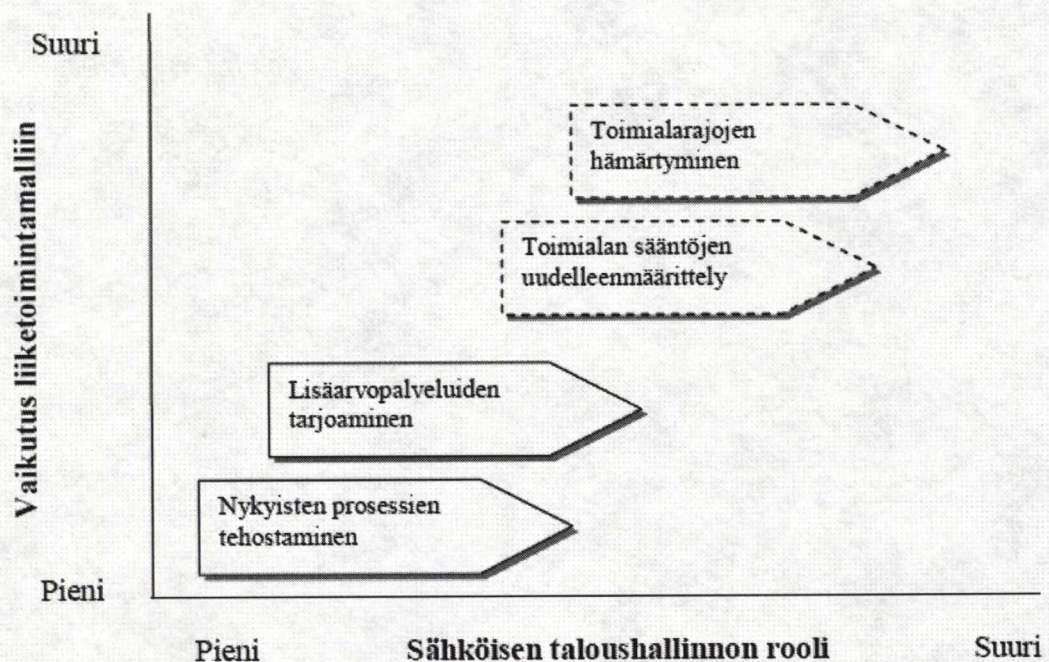 Suuri
Vaikutus liiketoimintamalliin
Toimialarajojen
hämärtyminen
Toimialan sääntöjen
uudelleenmäärittely
Lisäarvopalveluiden
tarjoaminen
Nykyisten prosessien
tehostaminen
Pieni
Pieni
Sähköisen taloushallinnon rooli
Suuri